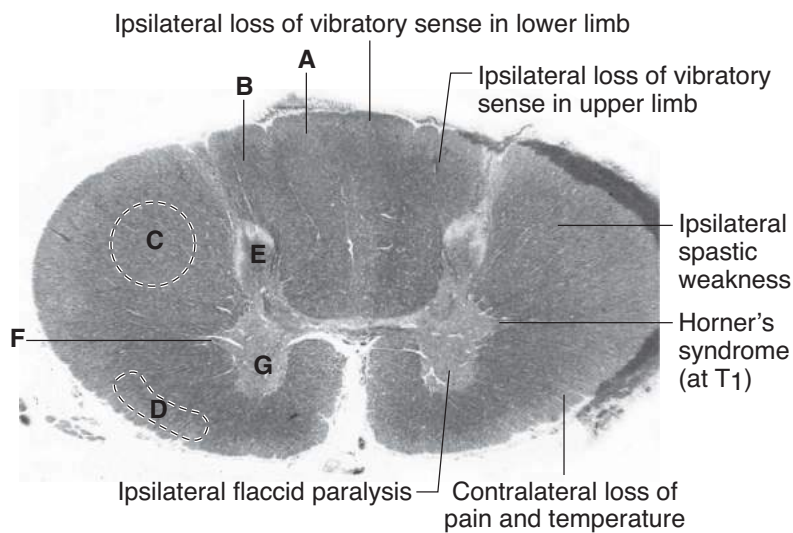 Ipsilateral loss of vibratory sense in lower limb
A
B
Ipsilateral loss of vibratory
sense in upper limb
C
E
Ipsilateral
spastic
weakness
F
G
Horner's
syndrome
(at T1)
D
Ipsilateral flaccid paralysis
Contralateral loss of
pain and temperature